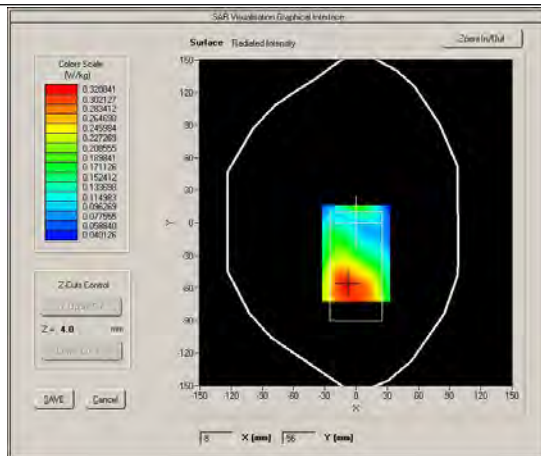 SAR Visualisation Graphical Interface
Surface Radiated Intensity
Zoom In/Out
Colors Scale
(W/kg)
0.320841
0.302127
0.283412
0.264698
0.245984
0.227269
0.208555
0.189841
0.171126
0.152412
0.133698
0.114983
0.096269
0.077555
0.058840
0.040126
150
120
90
60
30
Y
0
-30
-60
-90
-120
-150
-150 -120 -90 -60 -30 0 30 60 90 120 150
X
Z-Cuts Control
Z = 4.0 mm
SAVE Cancel
X (mm) Y (mm)